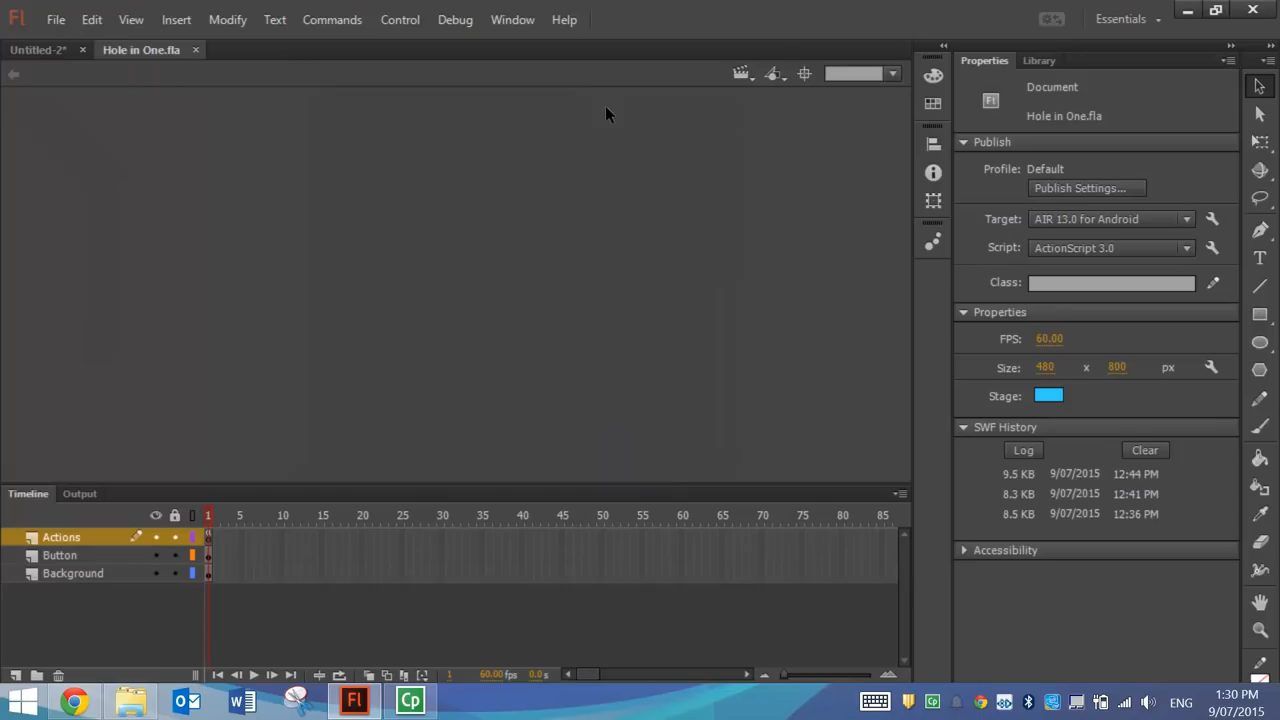 Fl File Edit View Insert Modify Text Commands Control Debug Window Help Essentials
Untitled-2* × Hole in One.fla ×
Properties Library
Document
Fl
Hole in One.fla
Publish
Profile: Default
Publish Settings...
Target: AIR 13.0 for Android
Script: ActionScript 3.0
Class:
Properties
FPS: 60.00
Size: 480 x 800 px
Stage:
SWF History
Log Clear
9.5 KB 9/07/2015 12:44 PM
8.3 KB 9/07/2015 12:41 PM
8.5 KB 9/07/2015 12:36 PM
Accessibility
Timeline Output
1 5 10 15 20 25 30 35 40 45 50 55 60 65 70 75 80 85
Actions
Button
Background
1 60.00fps 0.0s
Fl Cp ENG 1:30 PM
9/07/2015